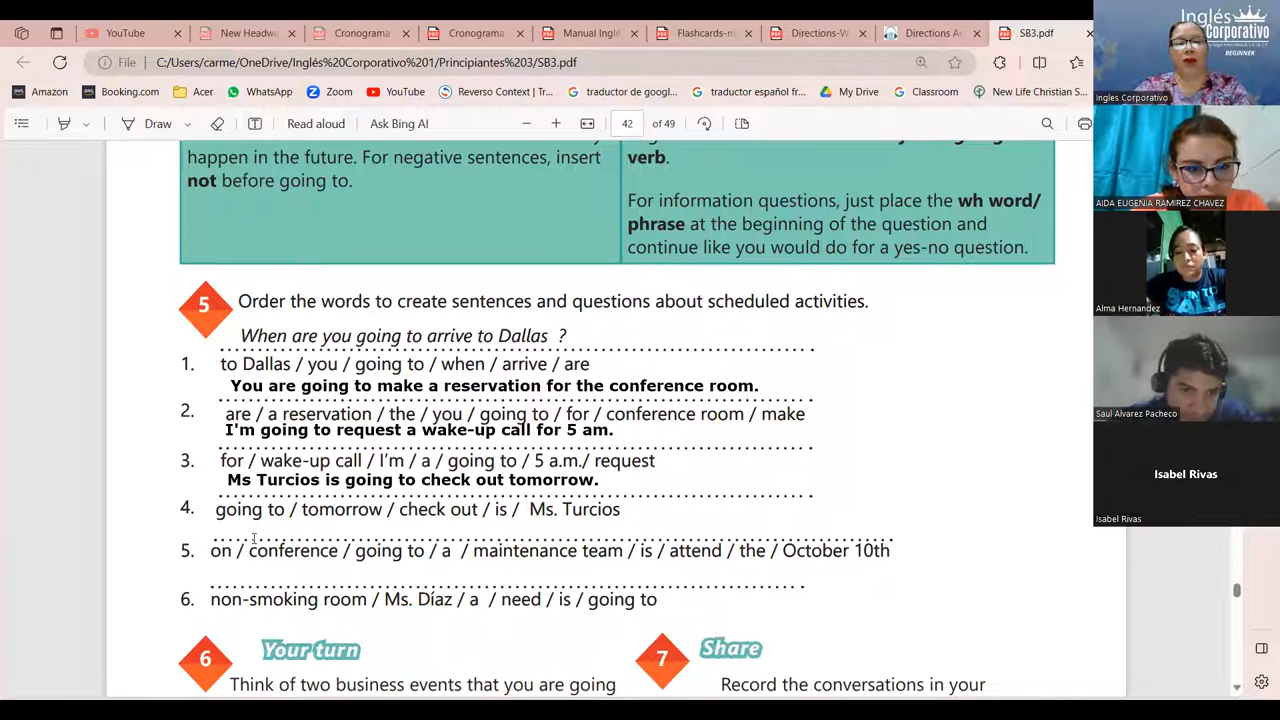 YouTube
New Headwa
Cronograma
Cronograma
Manual Inglé
Flashcards-m
Directions-W
Directions A
SB3.pdf
File
C:/Users/carme/OneDrive/Inglés%20Corporativo%201/Principiantes%20I/SB3.pdf
Amazon
Booking.com
Acer
WhatsApp
Zoom
YouTube
Reverso Context | Tr...
traductor de googl...
traductor español fr...
My Drive
Classroom
New Life Christian S...
Draw
Read aloud
Ask Bing AI
42
of 49
happen in the future. For negative sentences, insert
not before going to.
verb.
For information questions, just place the wh word/
phrase at the beginning of the question and
continue like you would do for a yes-no question.
5
Order the words to create sentences and questions about scheduled activities.
When are you going to arrive to Dallas ?
1. to Dallas / you / going to / when / arrive / are
You are going to make a reservation for the conference room.
2. are / a reservation / the / you / going to / for / conference room / make
I'm going to request a wake-up call for 5 am.
3. for / wake-up call / I'm / a / going to / 5 a.m./ request
Ms Turcios is going to check out tomorrow.
4. going to / tomorrow / check out / is / Ms. Turcios
5. on / conference / going to / a / maintenance team / is / attend / the / October 10th
6. non-smoking room / Ms. Díaz / a / need / is / going to
6
Your turn
Think of two business events that you are going
7
Share
Record the conversations in your
Inglés
Corporativo
BEGINNER
Ingles Corporativo
AIDA EUGENIA RAMIREZ CHAVEZ
Alma Hernandez
Saul Alvarez Pacheco
Isabel Rivas
Isabel Rivas